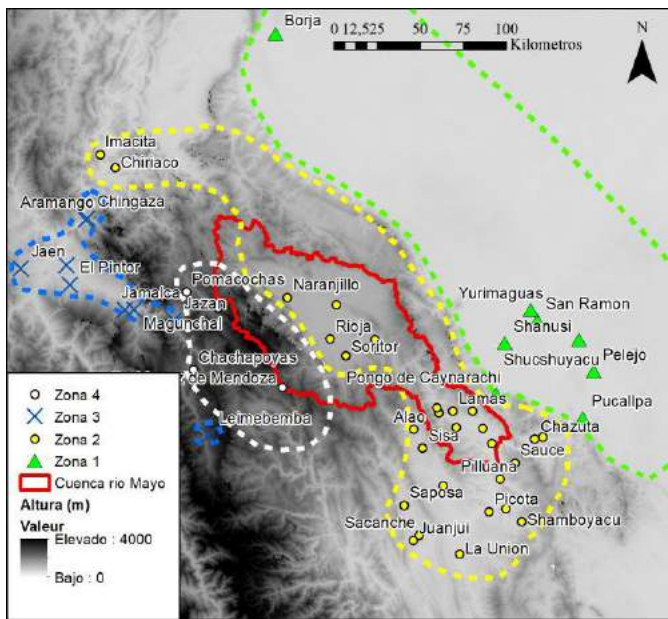 Borja
0 12,525 50 75 100
Kilometros
N
Imacita
Chiriaco
Aramango Chingaza
Jaen
El Pintor
Pomacochas
Naranjillo
Jamalca
Jazan
Magunchal
Yurimaguas
San Ramon
Shanusi
Rioja
Soritor
Shucshuyacu
Pelejo
Chachapoyas
de Mendoza
Pongo de Caynarachi
Pucallpa
Leimebemba
Alao
Lamas
Sisa
Chazuta
Sauce
Pilluana
Saposa
Picota
Sacanche
Juanjui
Shamboyacu
La Union
Zona 4
Zona 3
Zona 2
Zona 1
Cuenca rio Mayo
Altura (m)
Valeur
Elevado : 4000
Bajo : 0